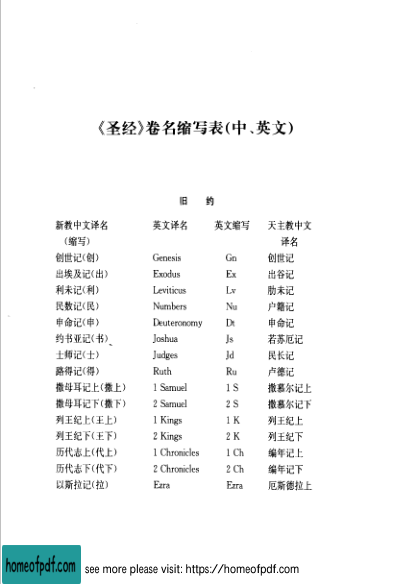 《圣经》卷名缩写表(中、英文)
旧 约
新教中文译名 英文译名 英文缩写 天主教中文
(缩写) 译名
创世记(创) Genesis Gn 创世记
出埃及记(出) Exodus Ex 出谷记
利未记(利) Leviticus Lv 肋未记
民数记(民) Numbers Nu 户籍记
申命记(申) Deuteronomy Dt 申命记
约书亚记(书) Joshua Js 若苏厄记
士师记(士) Judges Jd 民长记
路得记(得) Ruth Ru 卢德记
撒母耳记上(撒上) 1 Samuel 1 S 撒慕尔记上
撒母耳记下(撒下) 2 Samuel 2 S 撒慕尔记下
列王纪上(王上) 1 Kings 1 K 列王纪上
列王纪下(王下) 2 Kings 2 K 列王纪下
历代志上(代上) 1 Chronicles 1 Ch 编年记上
历代志下(代下) 2 Chronicles 2 Ch 编年记下
以斯拉记(拉) Ezra Ezra 厄斯德拉上
homeofpdf.com see more please visit: https://homeofpdf.com